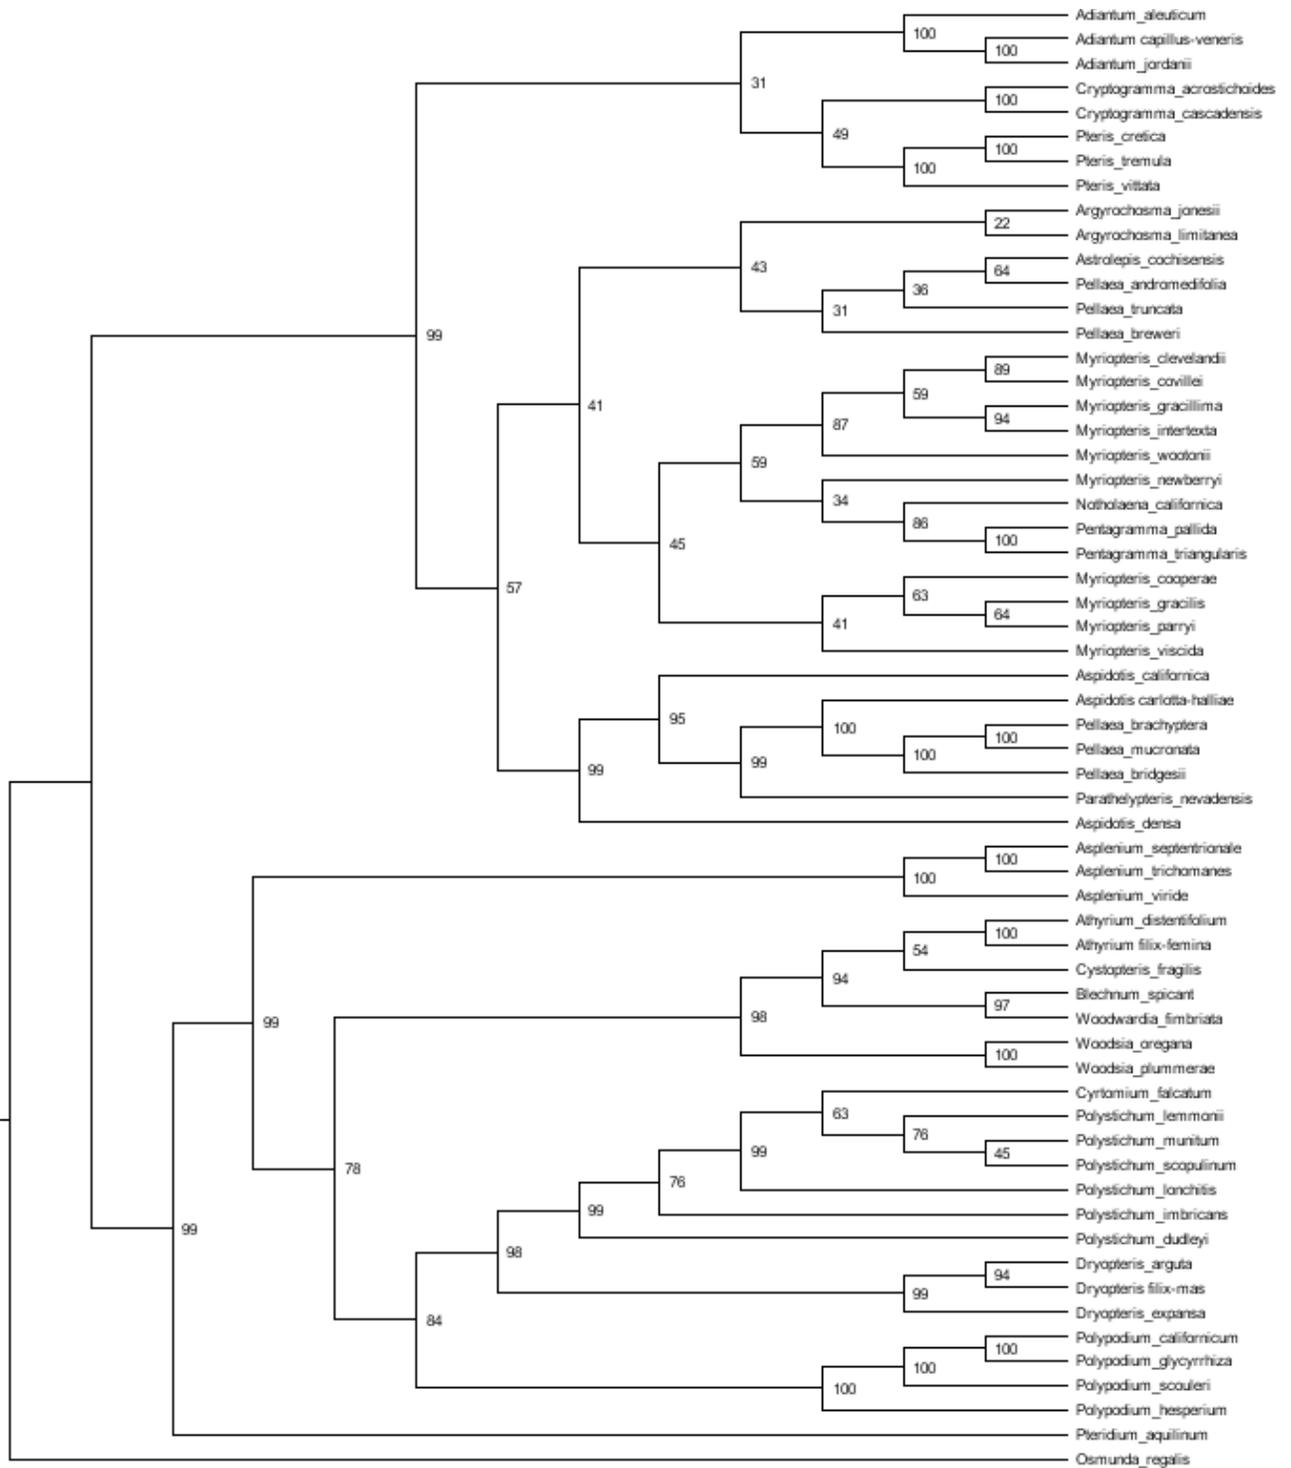 Adiantum_aleuticum
100
Adiantum capillus-veneris
100
Adiantum_jordanii
31
Cryptogramma_acrostichoides
100
Cryptogramma_cascadensis
49
Pteris_cretica
100
Pteris_tremula
100
Pteris_vittata
Argyrochosma_jonesii
22
Argyrochosma_limitanea
Astrolepis_cochisensis
43
64
Pellaea_andromedifolia
36
Pellaea_truncata
31
Pellaea_breweri
99
Myriopteris_clevelandii
89
Myriopteris_covillei
59
Myriopteris_gracillima
41
94
87
Myriopteris_intertexta
Myriopteris_wootonii
59
Myriopteris_newberryi
34
Notholaena_californica
86
Pentagramma_pallida
100
45
Pentagramma_triangularis
Myriopteris_cooperae
57
63
Myriopteris_gracilis
64
41
Myriopteris_parryi
Myriopteris_viscida
Aspidotis_californica
Aspidotis carlotta-halliae
95
Pellaea_brachyptera
100
100
Pellaea_mucronata
100
99
99
Pellaea_bridgesii
Parathelypteris_nevadensis
Aspidotis_densa
Asplenium_septentrionale
100
Asplenium_trichomanes
100
Asplenium_viride
Athyrium_distentifolium
100
Athyrium filix-femina
54
Cystopteris_fragilis
94
Blechnum_spicant
97
98
Woodwardia_fimbriata
99
Woodsia_oregana
100
Woodsia_plummerae
Cyrtomium_falcatum
63
Polystichum_lemmonii
76
Polystichum_munitum
99
45
Polystichum_scopulinum
78
76
Polystichum_lonchitis
99
Polystichum_imbricans
99
Polystichum_dudleyi
98
Dryopteris_arguta
94
Dryopteris filix-mas
99
Dryopteris_expansa
84
Polypodium_californicum
100
Polypodium_glycyrrhiza
100
Polypodium_scouleri
100
Polypodium_hesperium
Pteridium_aquilinum
Osmunda_regalis